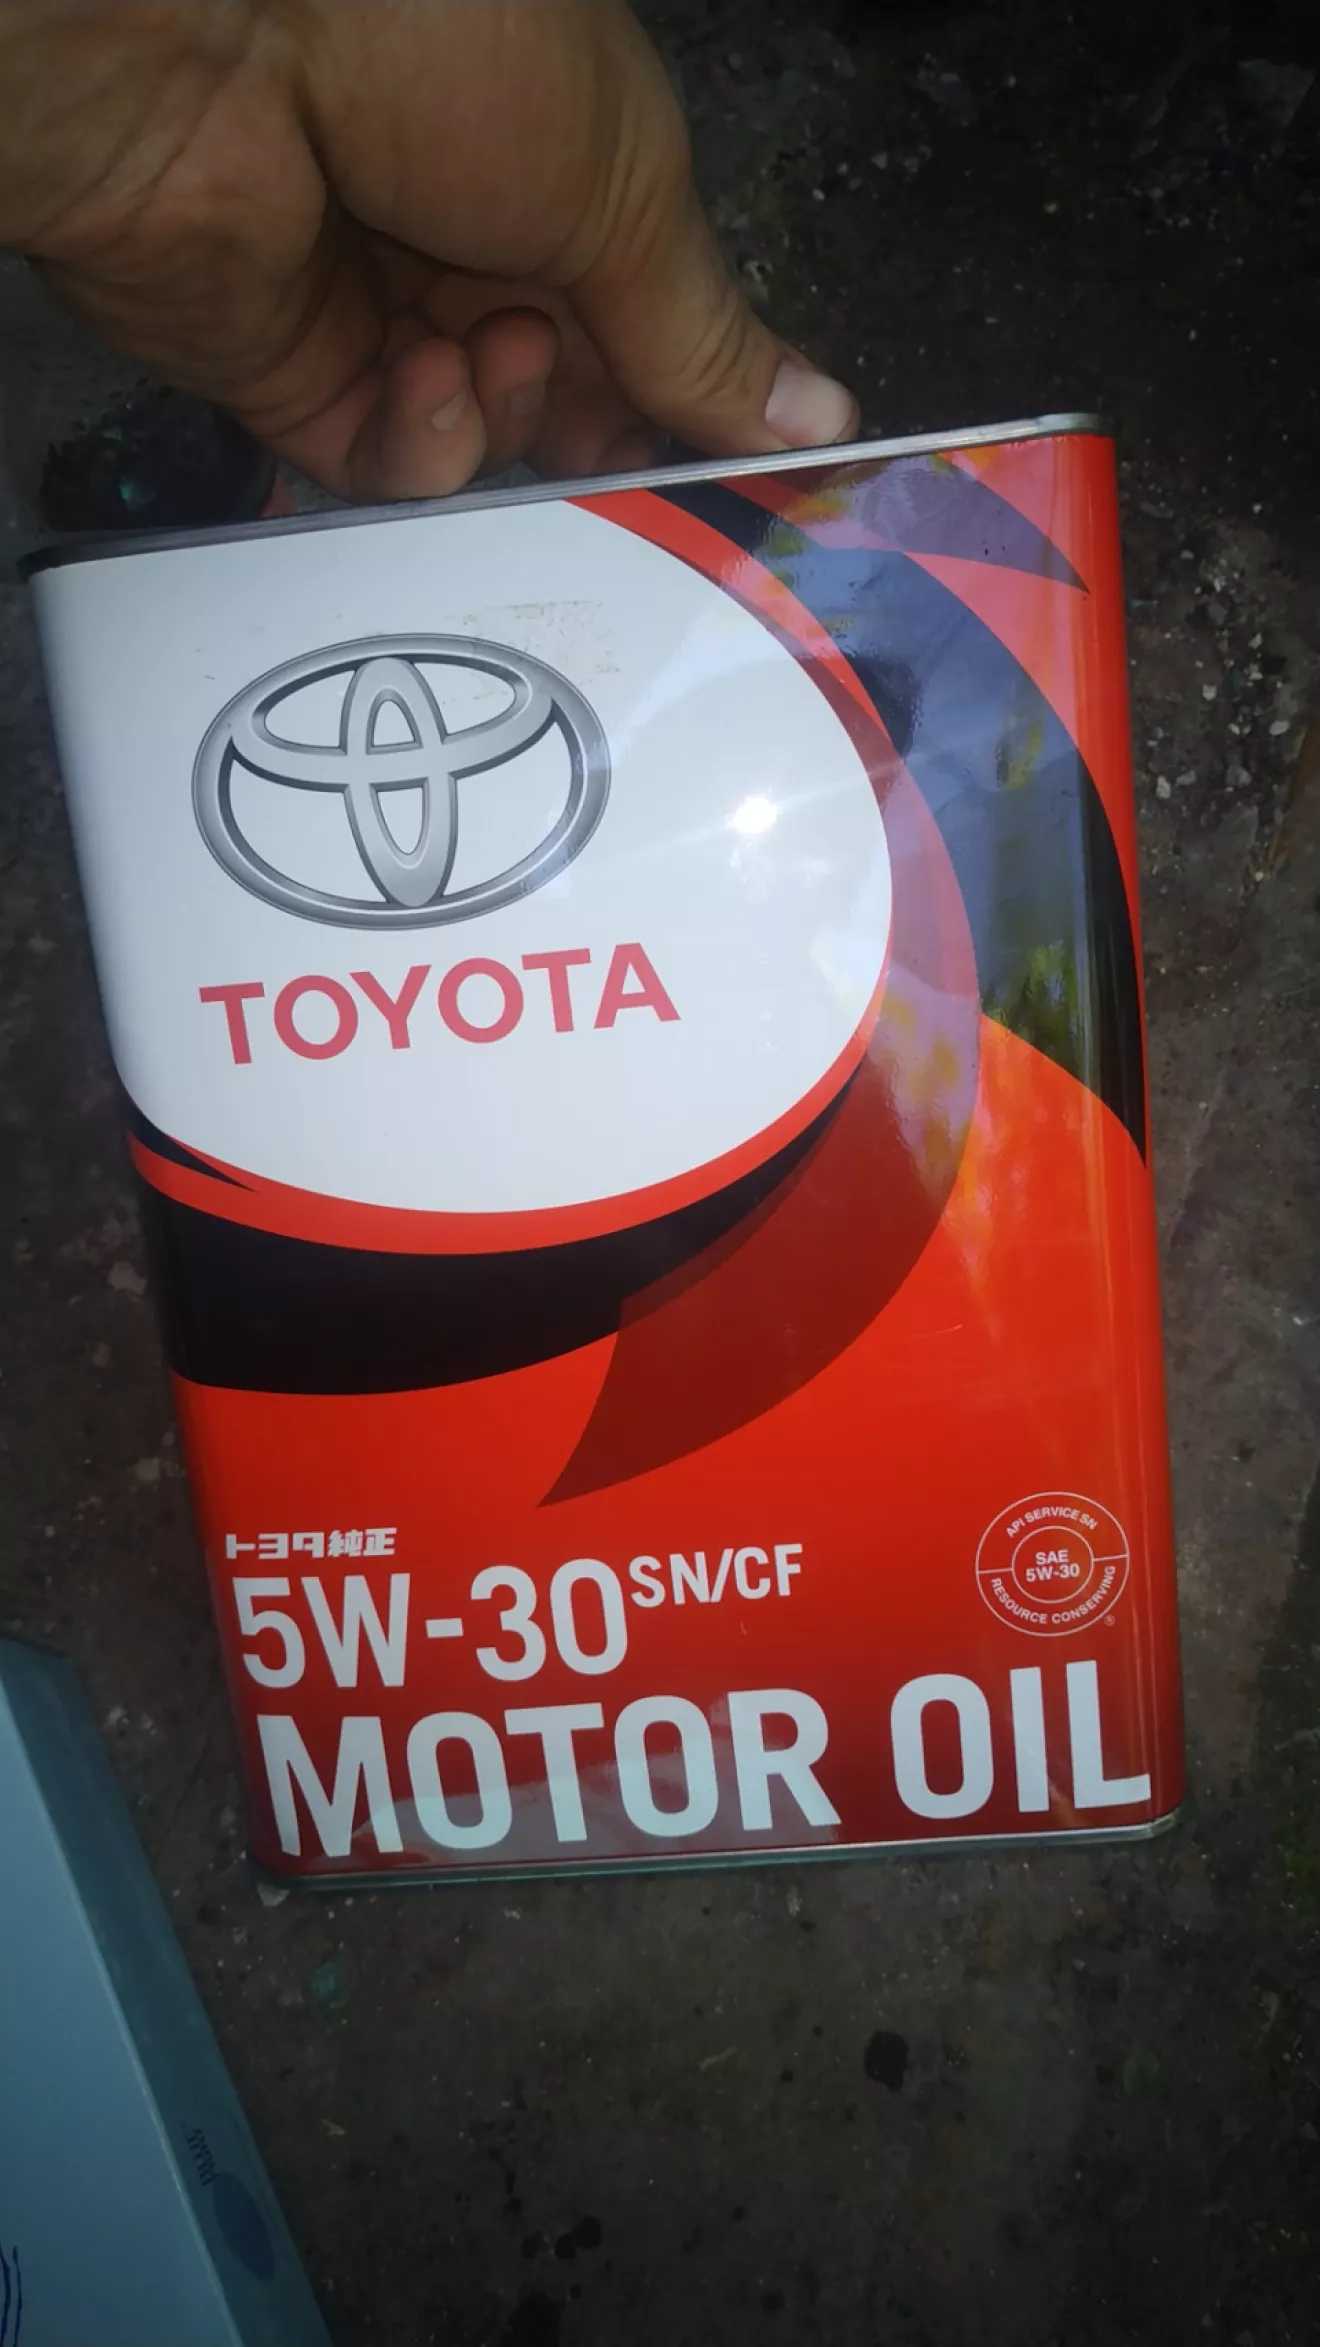 TOYOTA
トヨタ純正
5W-30 SN/CF
MOTOR OIL
API SERVICE SN
SAE
5W-30
RESOURCE CONSERVING
®